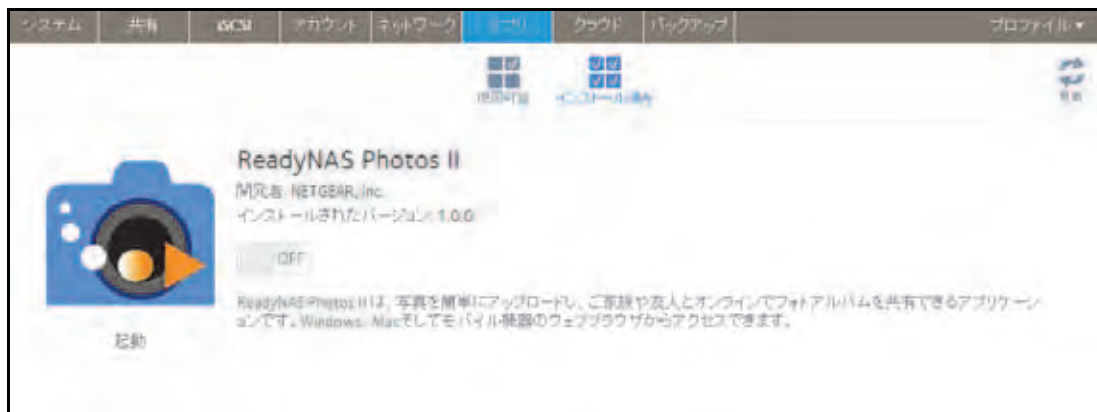 システム 共有 iSCSI アカウント ネットワーク アプリ クラウド バックアップ プロファイル ▾
使用可能 インストール済み 更新
ReadyNAS Photos II
開発者: NETGEAR, Inc.
インストールされたバージョン: 1.0.0
OFF
ReadyNAS Photos IIは、写真を簡単にアップロードし、ご家族や友人とオンラインでフォトアルバムを共有できるアプリケーシ
ョンです。Windows、Macそしてモバイル機器のウェブブラウザからアクセスできます。
起動